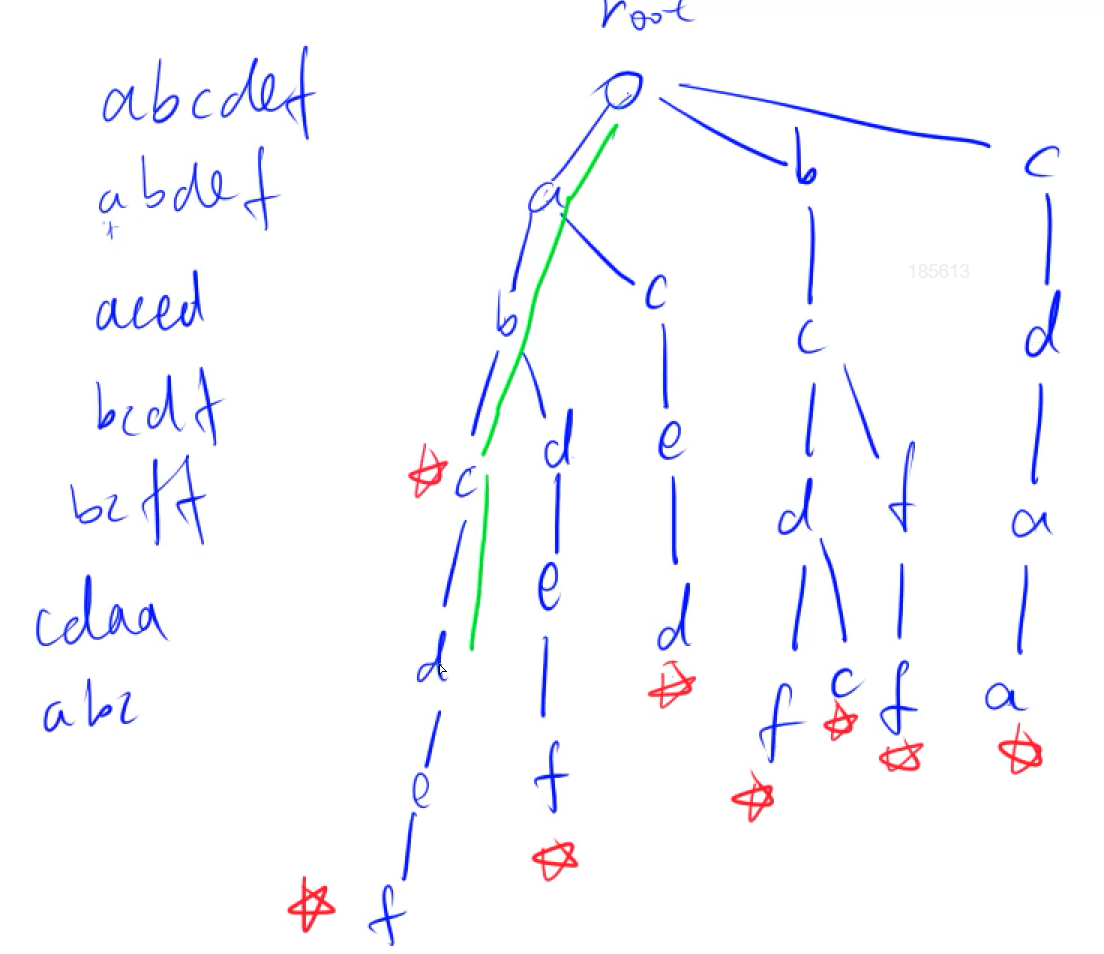 root
abcdef
abdef
aced
bcdf
bcff
cdaa
abc
a b c
b c c d
c d e d f a
d e d f c f a
e f
f
185613